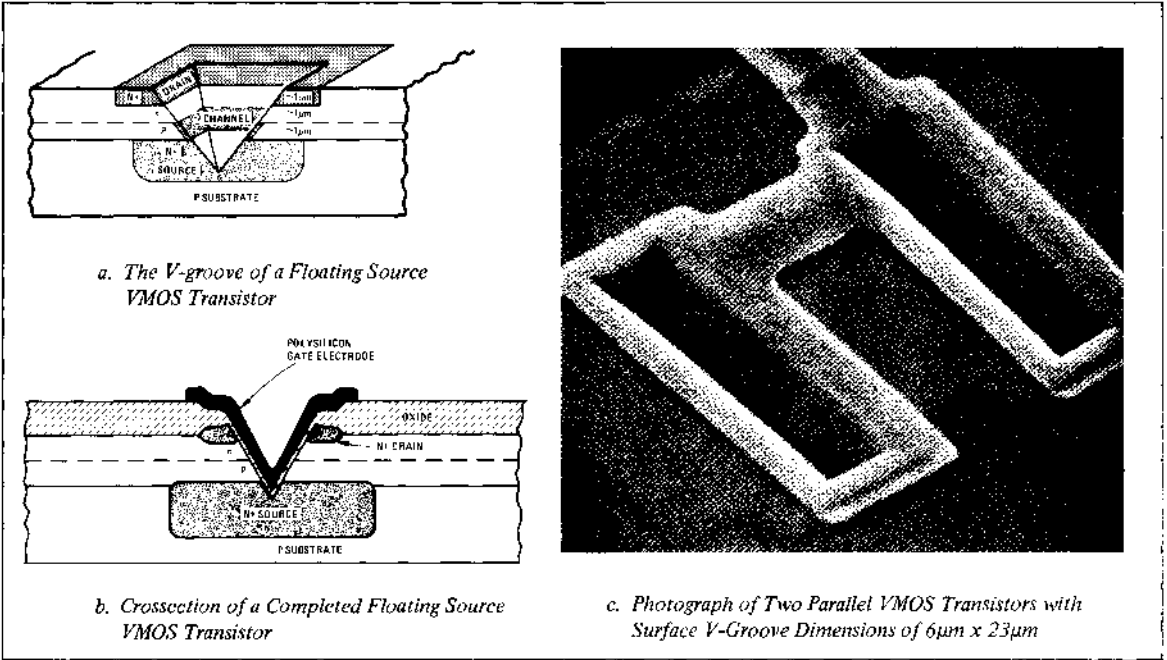 DRAIN
N+
~1μm
CHANNEL
~1μm
P
N+
SOURCE
P SUBSTRATE
a. The V-groove of a Floating Source
VMOS Transistor
POLYSILICON
GATE ELECTRODE
OXIDE
N+ DRAIN
P
N+ SOURCE
P SUBSTRATE
b. Crossection of a Completed Floating Source
VMOS Transistor
c. Photograph of Two Parallel VMOS Transistors with
Surface V-Groove Dimensions of 6μm x 23μm